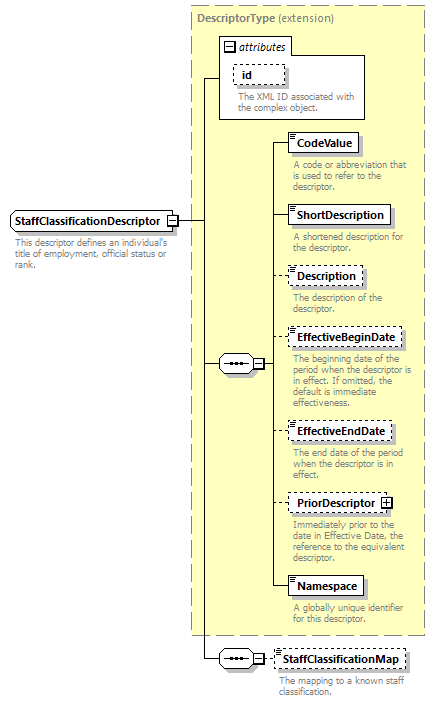 DescriptorType (extension)
attributes
id
The XML ID associated with
the complex object.
CodeValue
A code or abbreviation that
is used to refer to the
descriptor.
StaffClassificationDescriptor
This descriptor defines an individual's
title of employment, official status or
rank.
ShortDescription
A shortened description for
the descriptor.
Description
The description of the
descriptor.
EffectiveBeginDate
The beginning date of the
period when the descriptor is
in effect. If omitted, the
default is immediate
effectiveness.
EffectiveEndDate
The end date of the period
when the descriptor is in
effect.
PriorDescriptor
Immediately prior to the
date in Effective Date, the
reference to the equivalent
descriptor.
Namespace
A globally unique identifier
for this descriptor.
StaffClassificationMap
The mapping to a known staff
classification.